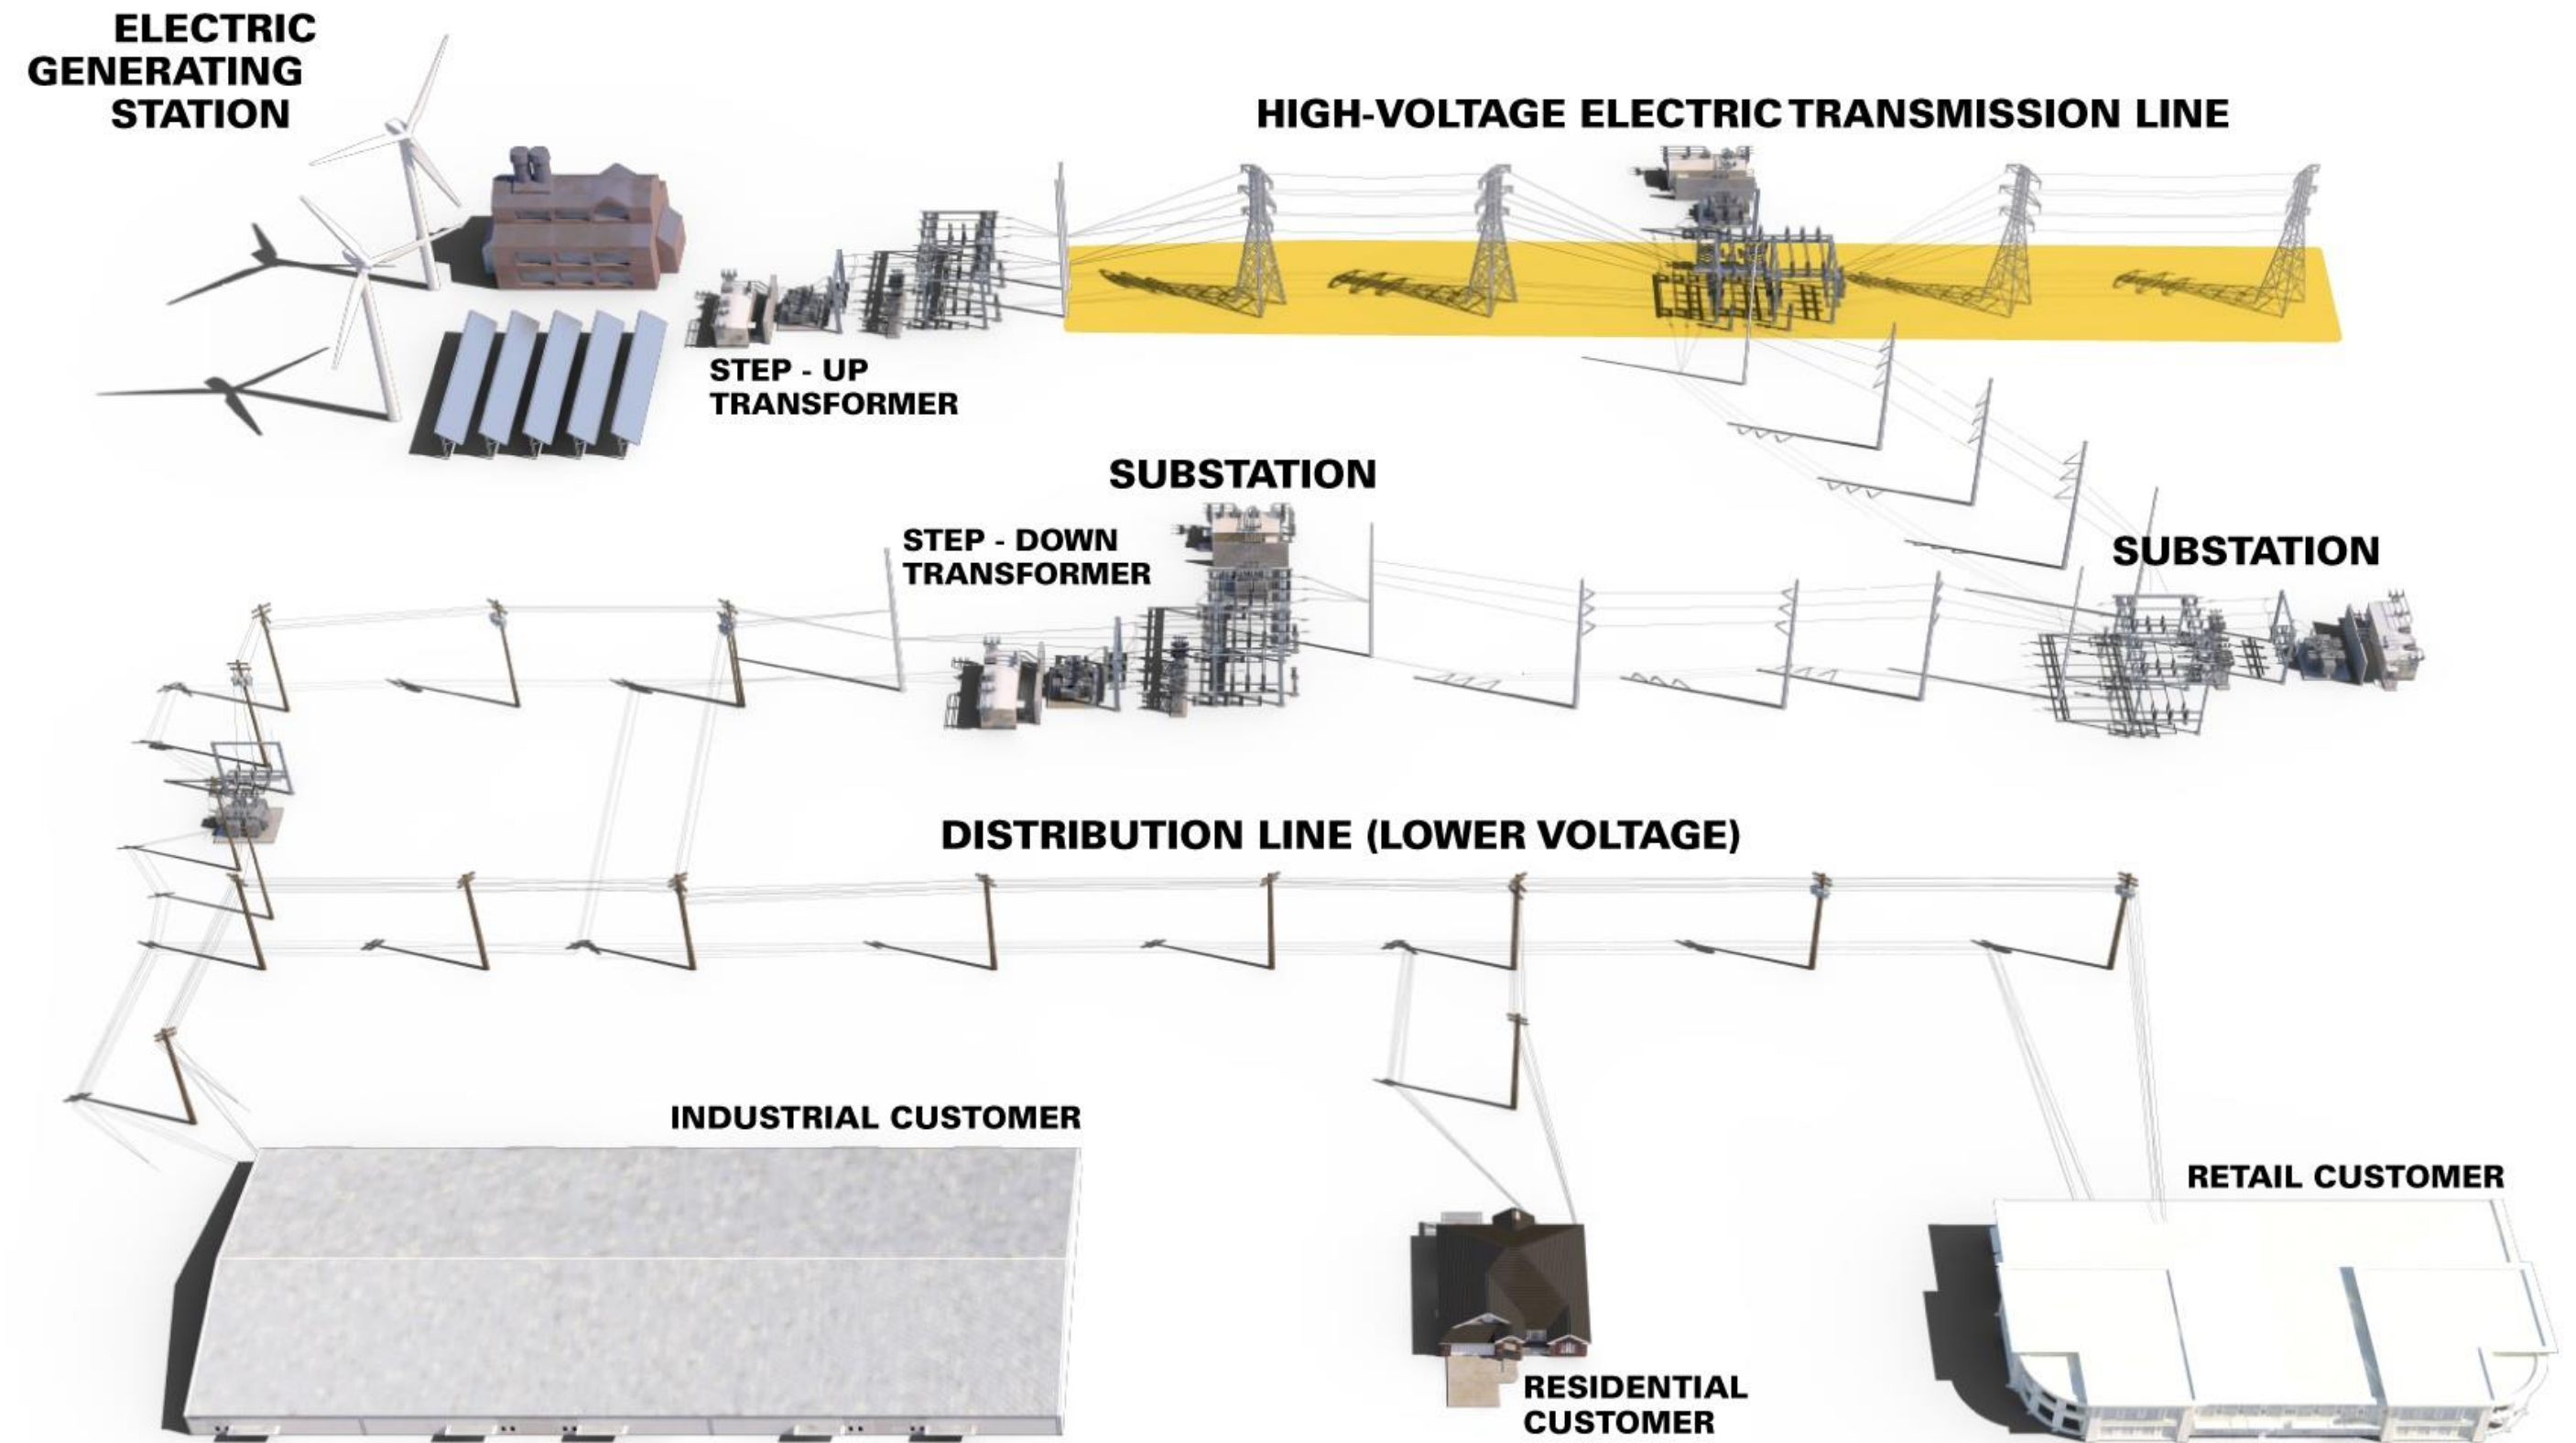 ELECTRIC
GENERATING
STATION
HIGH-VOLTAGE ELECTRIC TRANSMISSION LINE
STEP - UP
TRANSFORMER
SUBSTATION
STEP - DOWN
TRANSFORMER
SUBSTATION
DISTRIBUTION LINE (LOWER VOLTAGE)
INDUSTRIAL CUSTOMER
RETAIL CUSTOMER
RESIDENTIAL
CUSTOMER